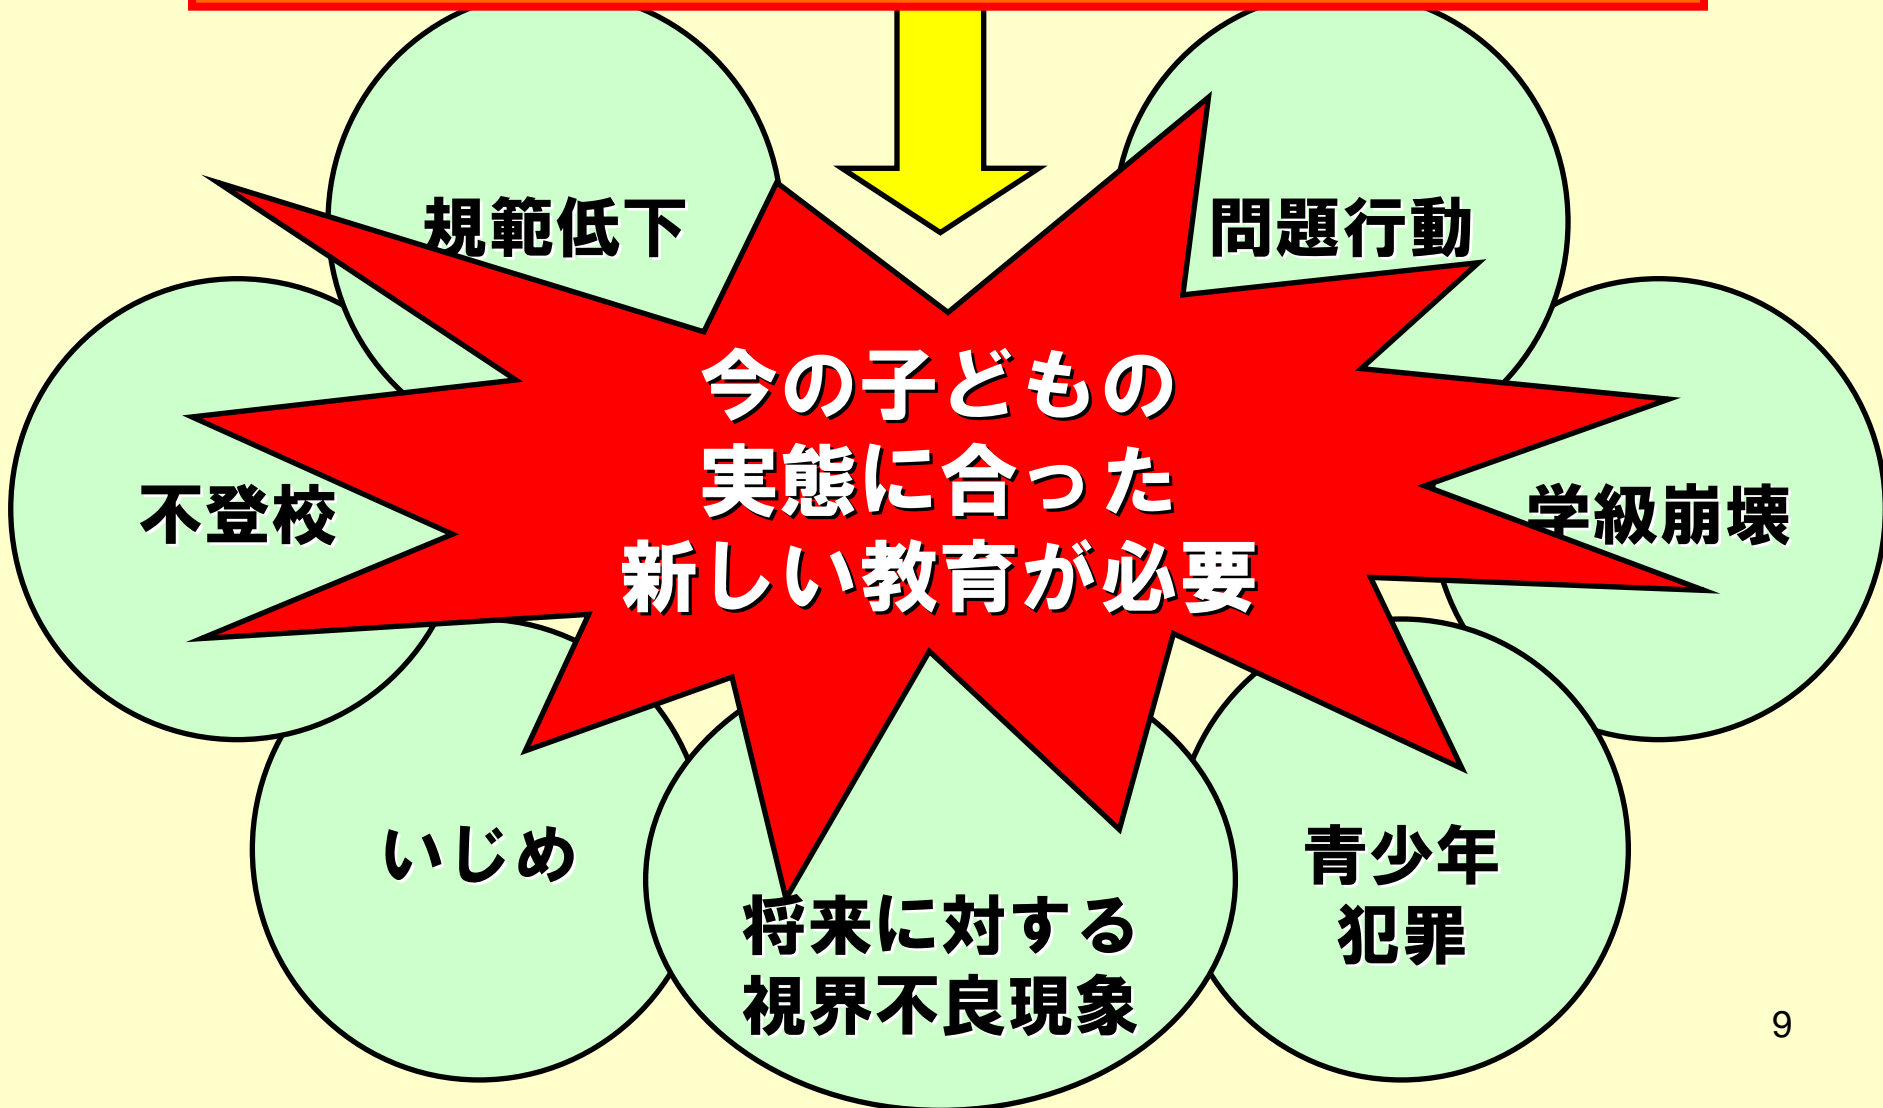 規範低下
問題行動
今の子どもの
実態に合った
新しい教育が必要
不登校
学級崩壊
いじめ
将来に対する
視界不良現象
青少年
犯罪
9